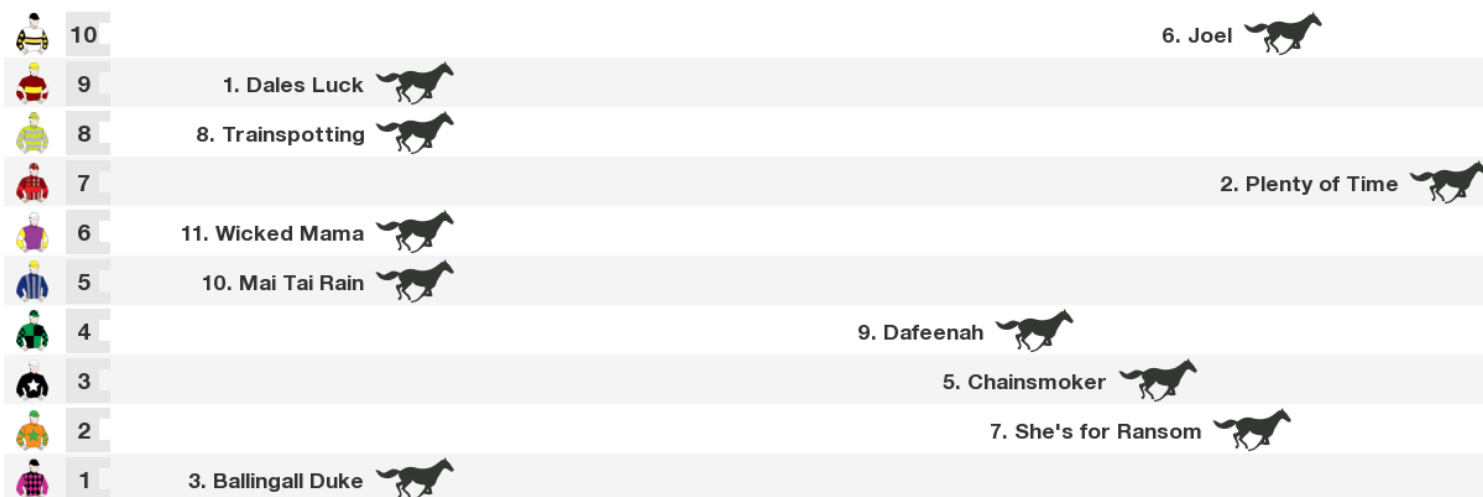 10 6. Joel
9 1. Dales Luck
8 8. Trainspotting
7 2. Plenty of Time
6 11. Wicked Mama
5 10. Mai Tai Rain
4 9. Dafeenah
3 5. Chainsmoker
2 7. She's for Ransom
1 3. Ballingall Duke